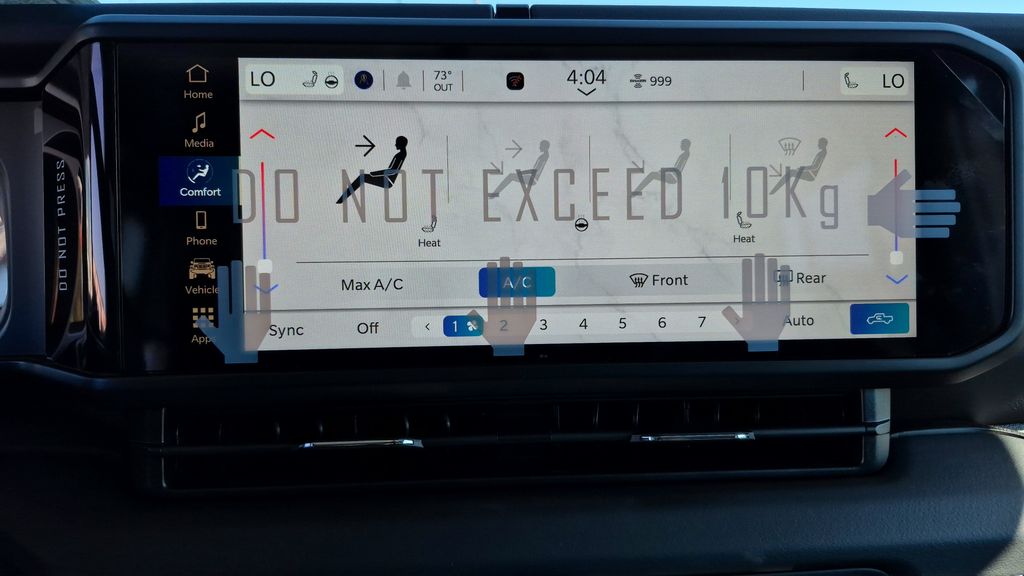 LO 73° OUT 4:04 999 LO
Home
Media
Comfort
Phone
Vehicle
Apps
DO NOT PRESS
DO NOT EXCEED 10Kg
Heat Heat
Max A/C A/C Front Rear
Sync Off < 1 2 3 4 5 6 7 Auto